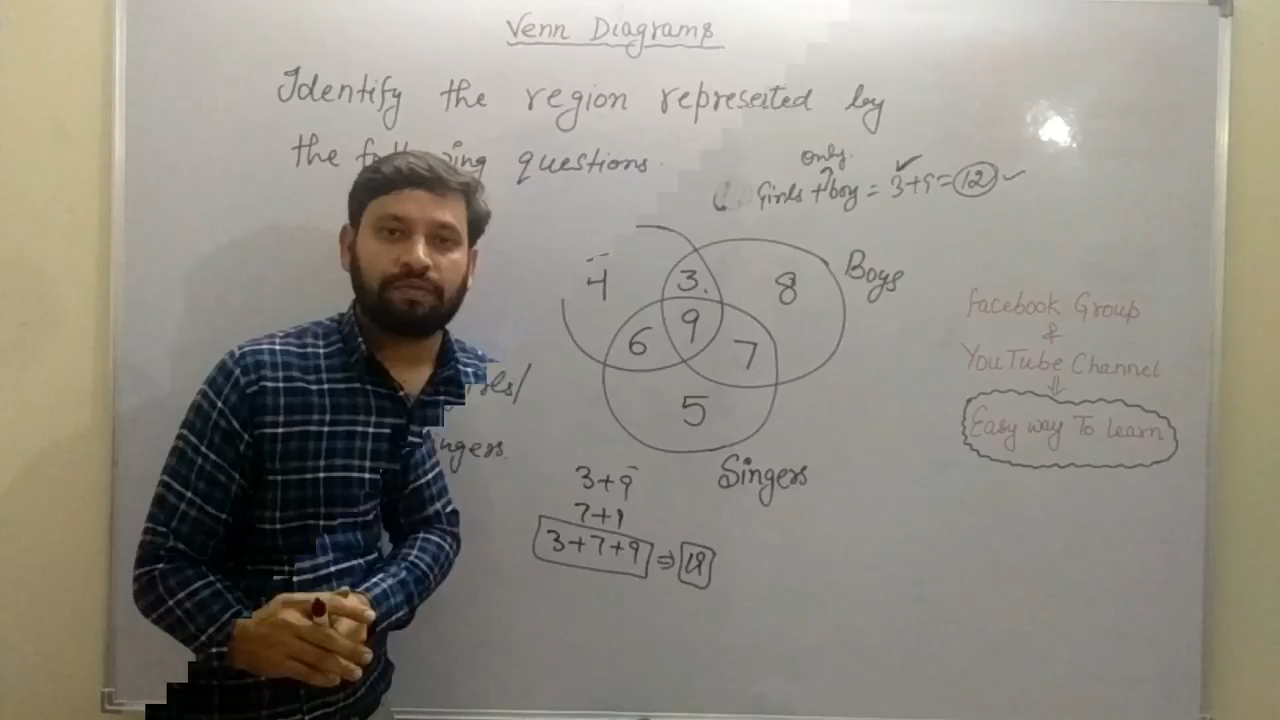 Venn Diagrams
Identify the region represeted by
the questions.
only
Girls + boy = 3+9=12
4
3.
8
Boys
9
6
7
5
Singers
3+9
7+9
3+7+9 ⇒ 19
Facebook Group
&
YouTube Channel
⇓
Easy way To Learn